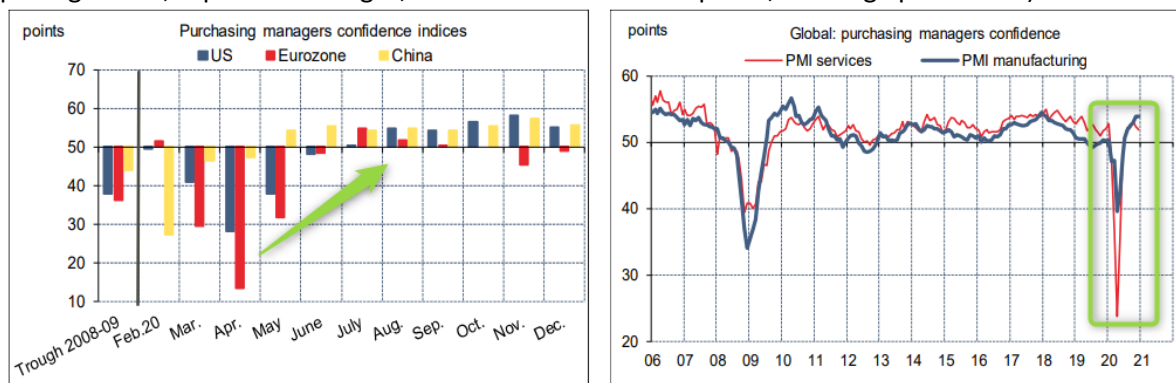 points
Purchasing managers confidence indices
US Eurozone China
70
60
50
40
30
20
10
Trough 2008-09 Feb.20 Mar. Apr. May June July Aug. Sep. Oct. Nov. Dec.
points
Global: purchasing managers confidence
PMI services PMI manufacturing
60
50
40
30
20
06 07 08 09 10 11 12 13 14 15 16 17 18 19 20 21